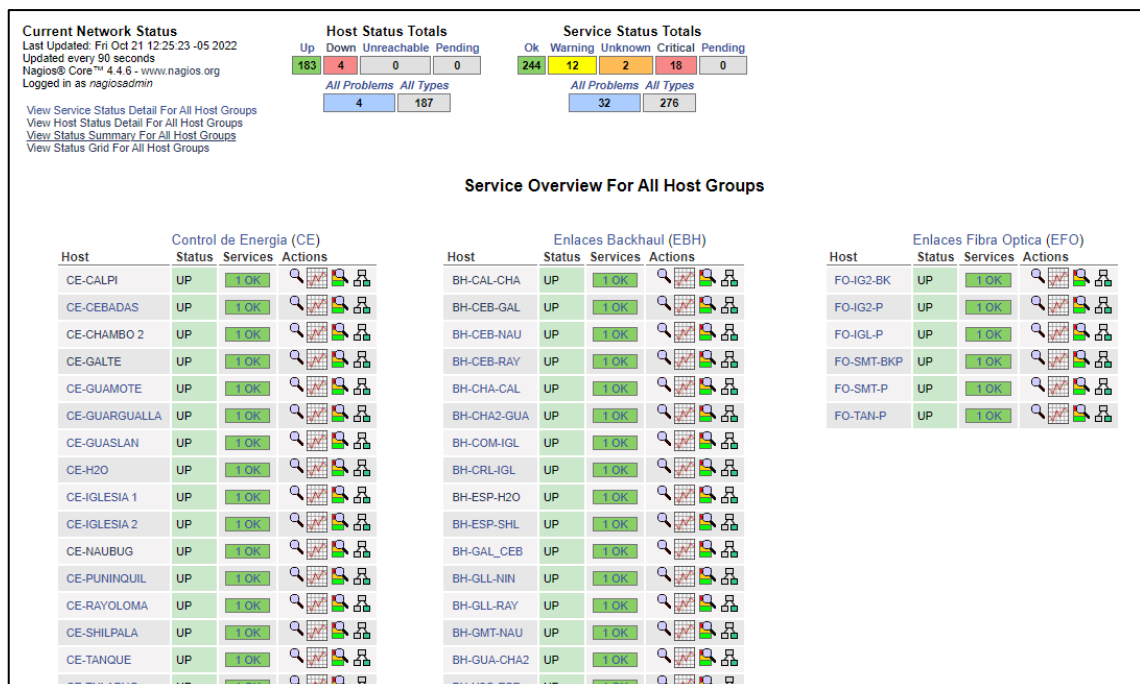 Current Network Status
Last Updated: Fri Oct 21 12:25:23 -05 2022
Updated every 90 seconds
Nagios® Core™ 4.4.6 - www.nagios.org
Logged in as nagiosadmin
View Service Status Detail For All Host Groups
View Host Status Detail For All Host Groups
View Status Summary For All Host Groups
View Status Grid For All Host Groups
Host Status Totals
Up Down Unreachable Pending
183 4 0 0
All Problems All Types
4 187
Service Status Totals
Ok Warning Unknown Critical Pending
244 12 2 18 0
All Problems All Types
32 276
Service Overview For All Host Groups
Control de Energia (CE)
Host Status Services Actions
CE-CALPI UP 1 OK
CE-CEBADAS UP 1 OK
CE-CHAMBO 2 UP 1 OK
CE-GALTE UP 1 OK
CE-GUAMOTE UP 1 OK
CE-GUARGUALLA UP 1 OK
CE-GUASLAN UP 1 OK
CE-H2O UP 1 OK
CE-IGLESIA 1 UP 1 OK
CE-IGLESIA 2 UP 1 OK
CE-NAUBUG UP 1 OK
CE-PUNINQUIL UP 1 OK
CE-RAYOLOMA UP 1 OK
CE-SHILPALA UP 1 OK
CE-TANQUE UP 1 OK
Enlaces Backhaul (EBH)
Host Status Services Actions
BH-CAL-CHA UP 1 OK
BH-CEB-GAL UP 1 OK
BH-CEB-NAU UP 1 OK
BH-CEB-RAY UP 1 OK
BH-CHA-CAL UP 1 OK
BH-CHA2-GUA UP 1 OK
BH-COM-IGL UP 1 OK
BH-CRL-IGL UP 1 OK
BH-ESP-H2O UP 1 OK
BH-ESP-SHL UP 1 OK
BH-GAL_CEB UP 1 OK
BH-GLL-NIN UP 1 OK
BH-GLL-RAY UP 1 OK
BH-GMT-NAU UP 1 OK
BH-GUA-CHA2 UP 1 OK
Enlaces Fibra Optica (EFO)
Host Status Services Actions
FO-IG2-BK UP 1 OK
FO-IG2-P UP 1 OK
FO-IGL-P UP 1 OK
FO-SMT-BKP UP 1 OK
FO-SMT-P UP 1 OK
FO-TAN-P UP 1 OK